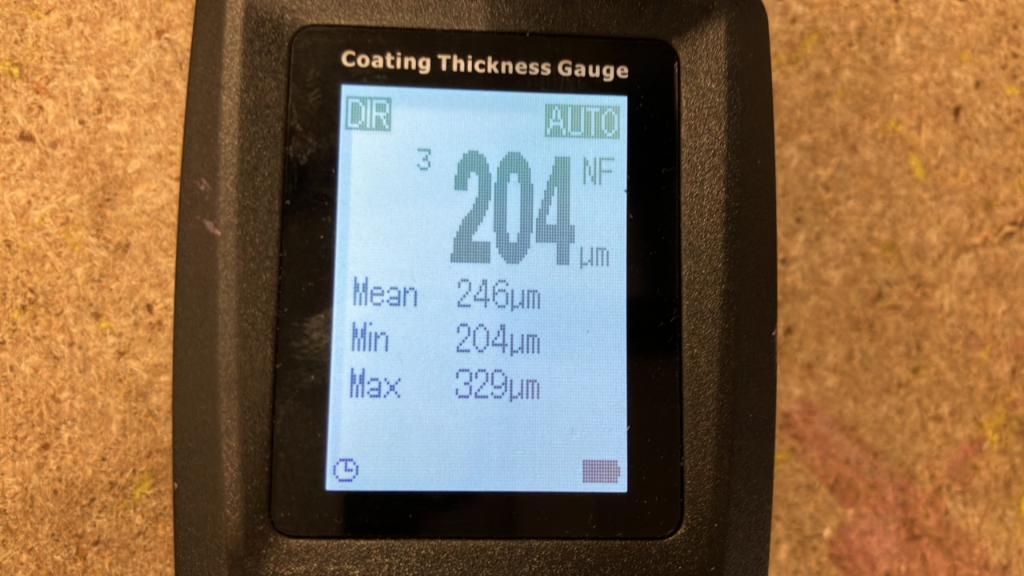 Coating Thickness Gauge
DIR AUTO
3 204 NF
µm
Mean 246µm
Min 204µm
Max 329µm